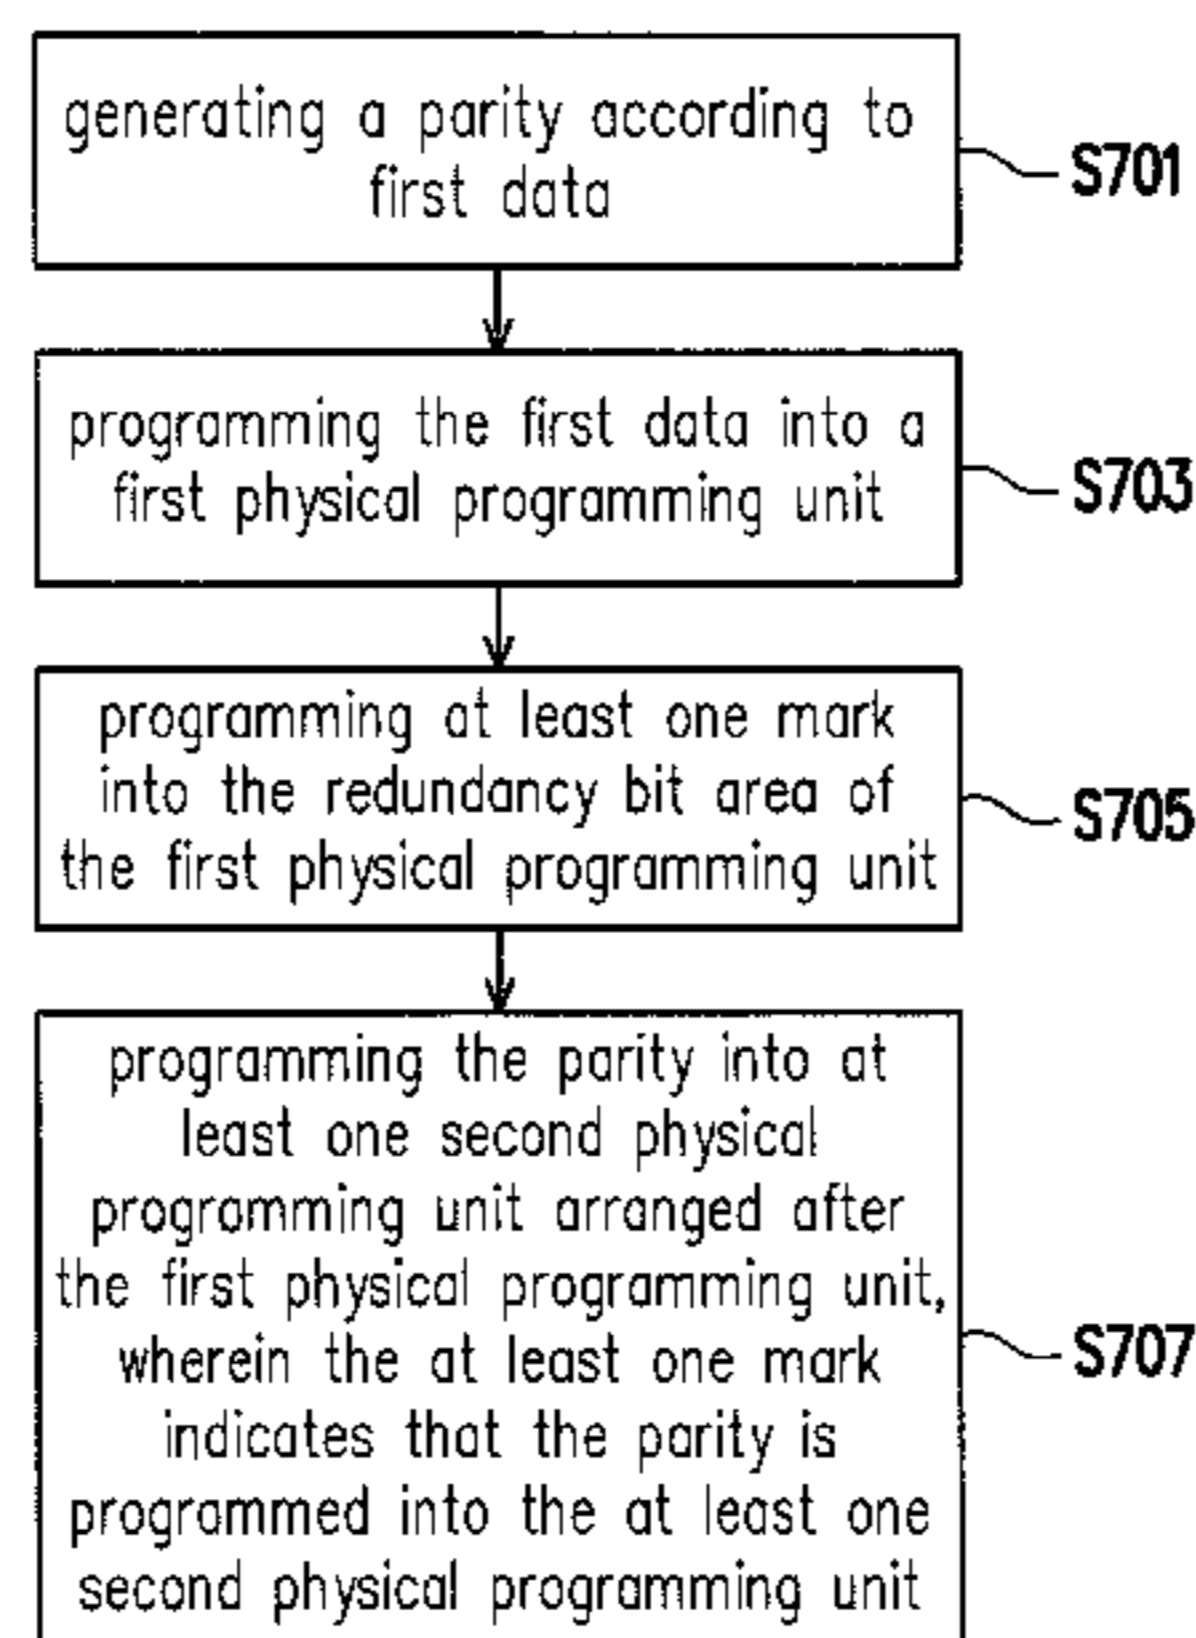 generating a parity according to
first data
S701
programming the first data into a
first physical programming unit
S703
programming at least one mark
into the redundancy bit area of
the first physical programming unit
S705
programming the parity into at
least one second physical
programming unit arranged after
the first physical programming unit,
wherein the at least one mark
indicates that the parity is
programmed into the at least one
second physical programming unit
S707